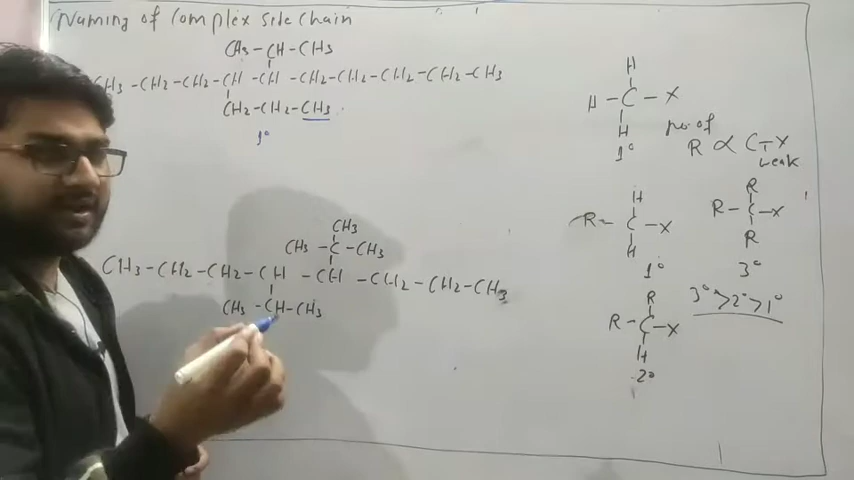 Naming of Complex side chain
CH3 - CH - CH3
CH3 - CH2 - CH2 - CH - CH - CH2 - CH2 - CH2 - CH2 - CH3
CH2 - CH2 - CH3
1°
CH3
CH3 - C - CH3
CH3 - CH2 - CH2 - CH - CH - CH2 - CH2 - CH3
CH3 - CH - CH3
H
H - C - X
H
1°
no. of
R ∝ C - X
weak
H
R - C - X
H
1°
R
R - C - X
R
3°
3° > 2° > 1°
R
R - C - X
H
2°